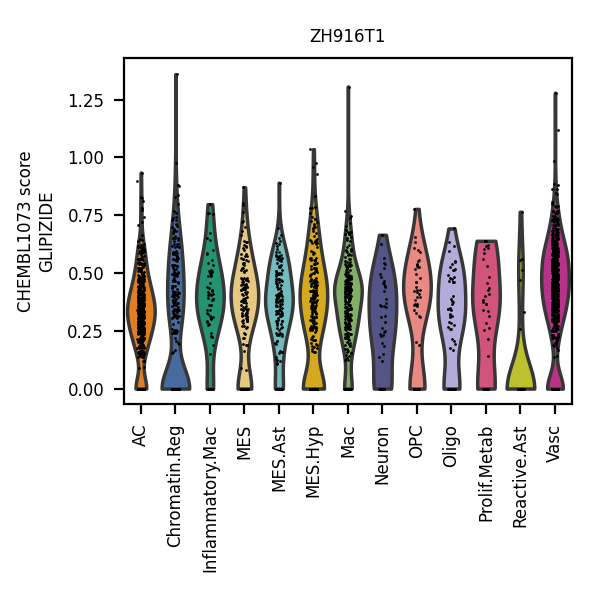 ZH916T1
CHEMBL1073 score
GLIPIZIDE
1.25
1.00
0.75
0.50
0.25
0.00
AC
Chromatin.Reg
Inflammatory.Mac
MES
MES.Ast
MES.Hyp
Mac
Neuron
OPC
Oligo
Prolif.Metab
Reactive.Ast
Vasc